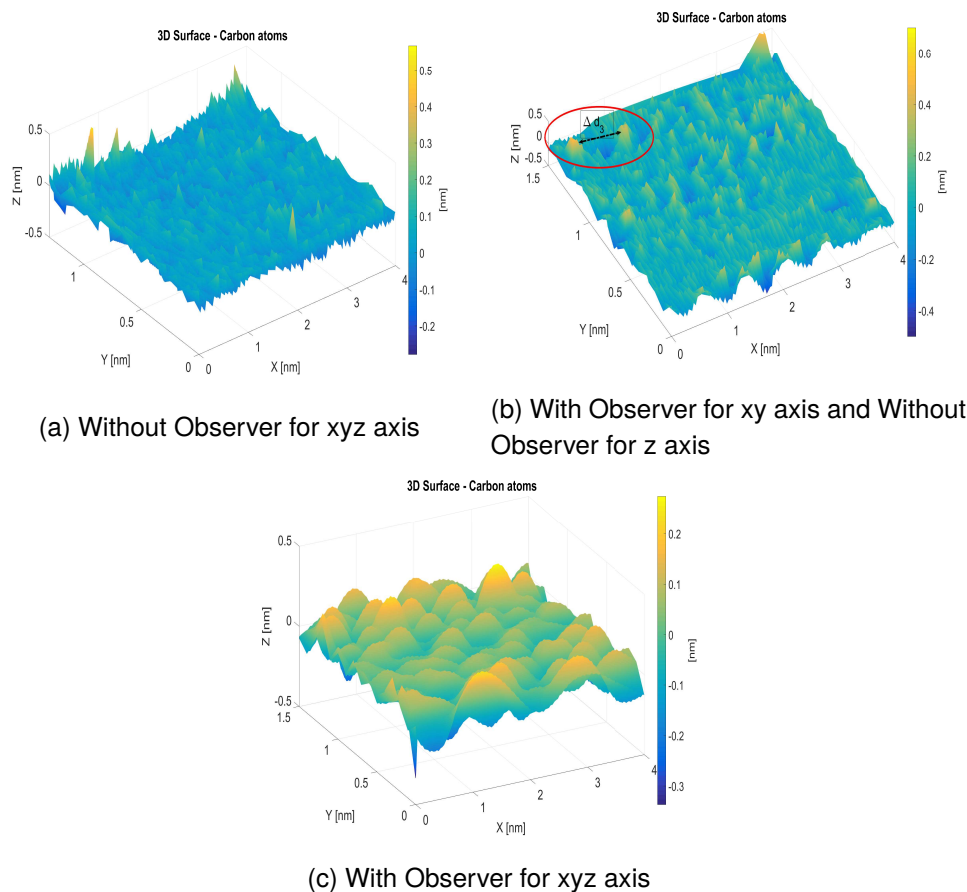 3D Surface - Carbon atoms
0.5
0
-0.5
Z [nm]
1
0.5
0
Y [nm]
0
1
2
3
4
X [nm]
0.5
0.4
0.3
0.2
0.1
0
-0.1
-0.2
[nm]
(a) Without Observer for xyz axis
3D Surface - Carbon atoms
Δ d3
0.5
0
-0.5
Z [nm]
1.5
1
0.5
0
Y [nm]
0
1
2
3
4
X [nm]
0.6
0.4
0.2
0
-0.2
-0.4
[nm]
(b) With Observer for xy axis and Without
Observer for z axis
3D Surface - Carbon atoms
0.5
0
-0.5
Z [nm]
1.5
1
0.5
0
Y [nm]
0
1
2
3
4
X [nm]
0.2
0.1
0
-0.1
-0.2
-0.3
[nm]
(c) With Observer for xyz axis